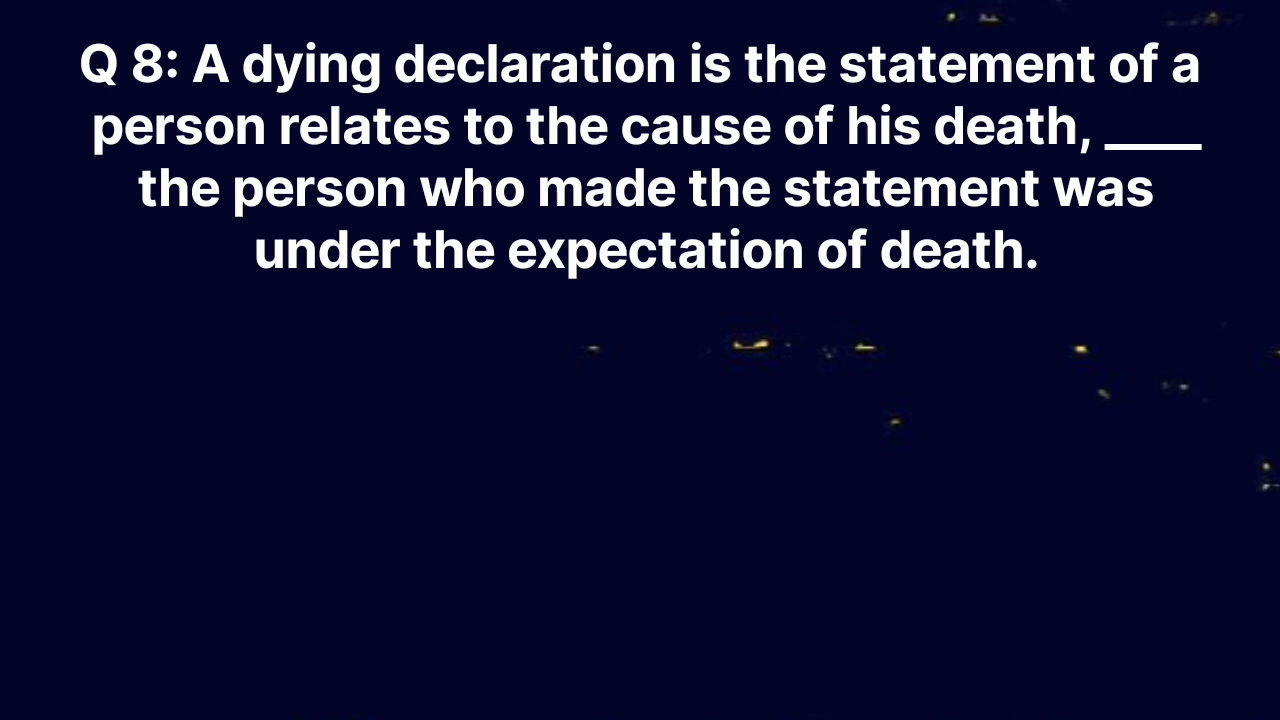 Q 8: A dying declaration is the statement of a
person relates to the cause of his death, ____
the person who made the statement was
under the expectation of death.